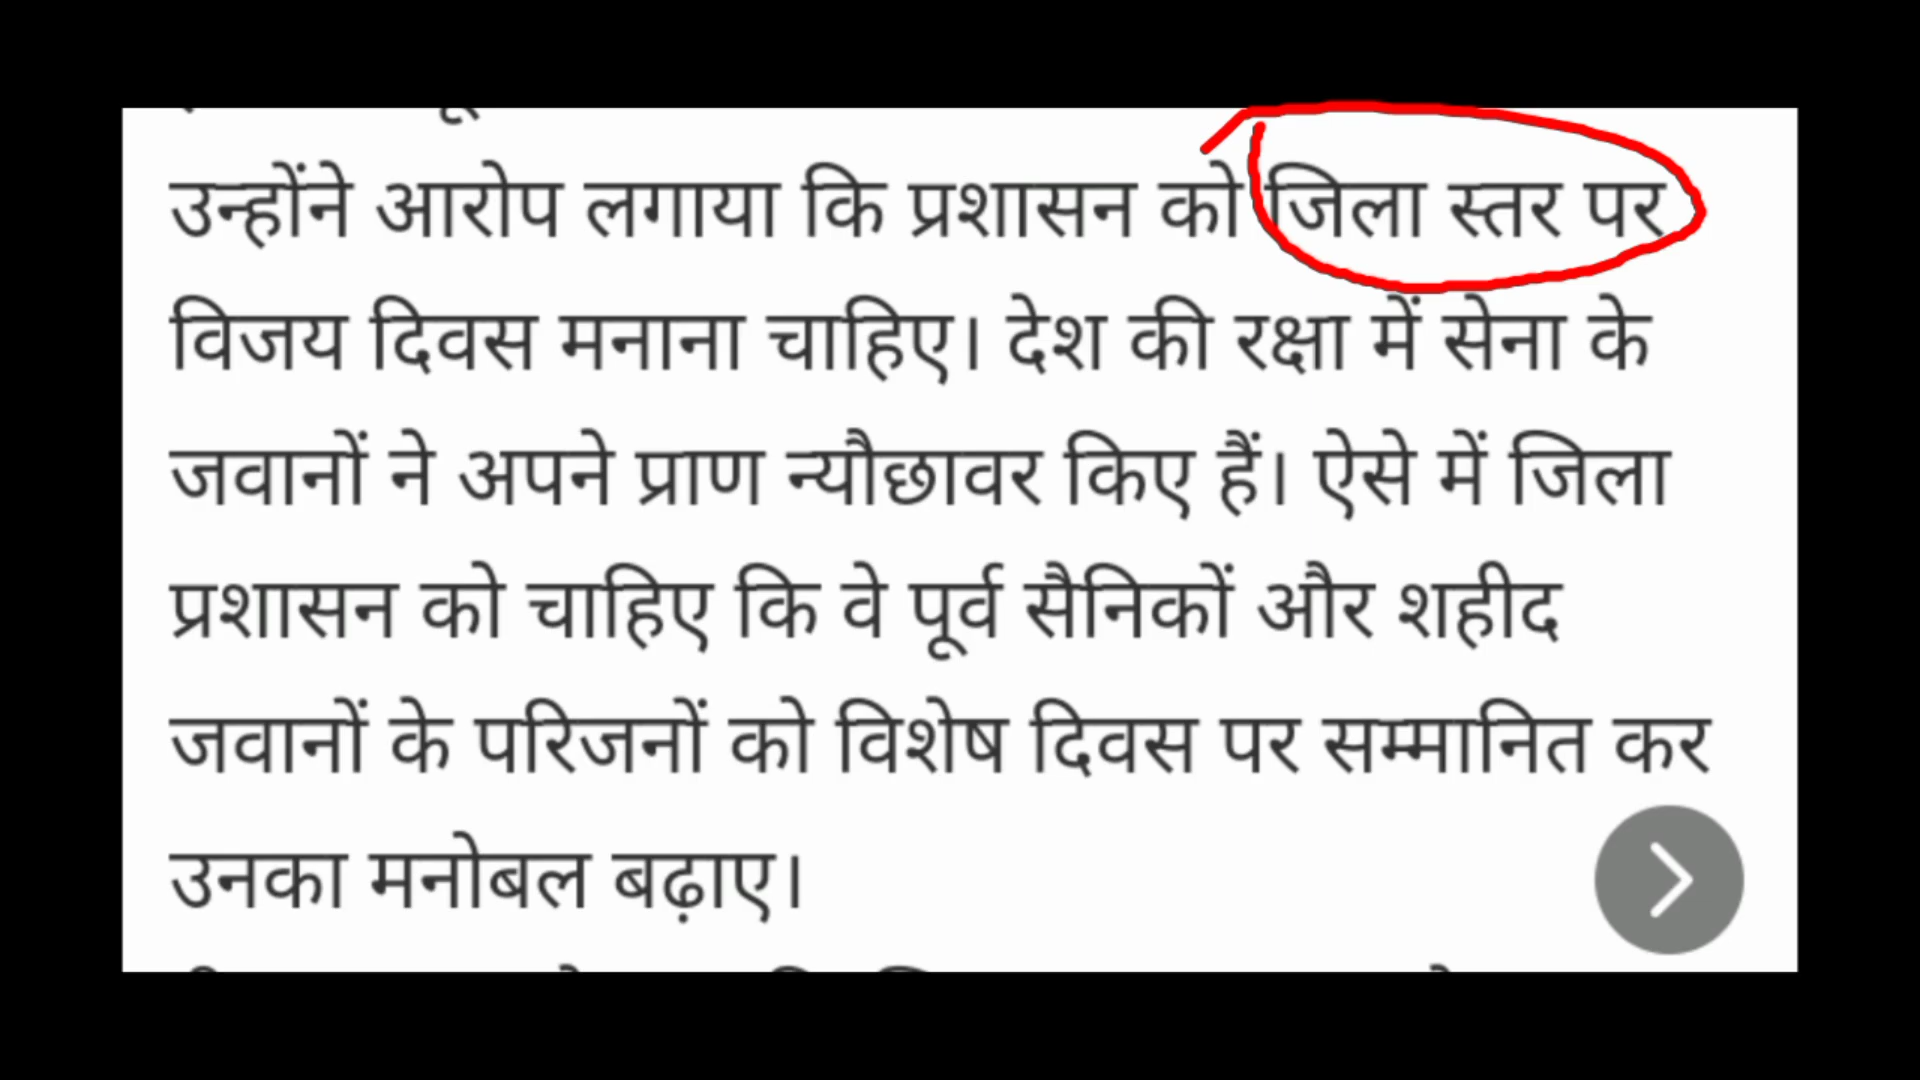 उन्होंने आरोप लगाया कि प्रशासन को जिला स्तर पर
विजय दिवस मनाना चाहिए। देश की रक्षा में सेना के
जवानों ने अपने प्राण न्यौछावर किए हैं। ऐसे में जिला
प्रशासन को चाहिए कि वे पूर्व सैनिकों और शहीद
जवानों के परिजनों को विशेष दिवस पर सम्मानित कर
उनका मनोबल बढ़ाए।